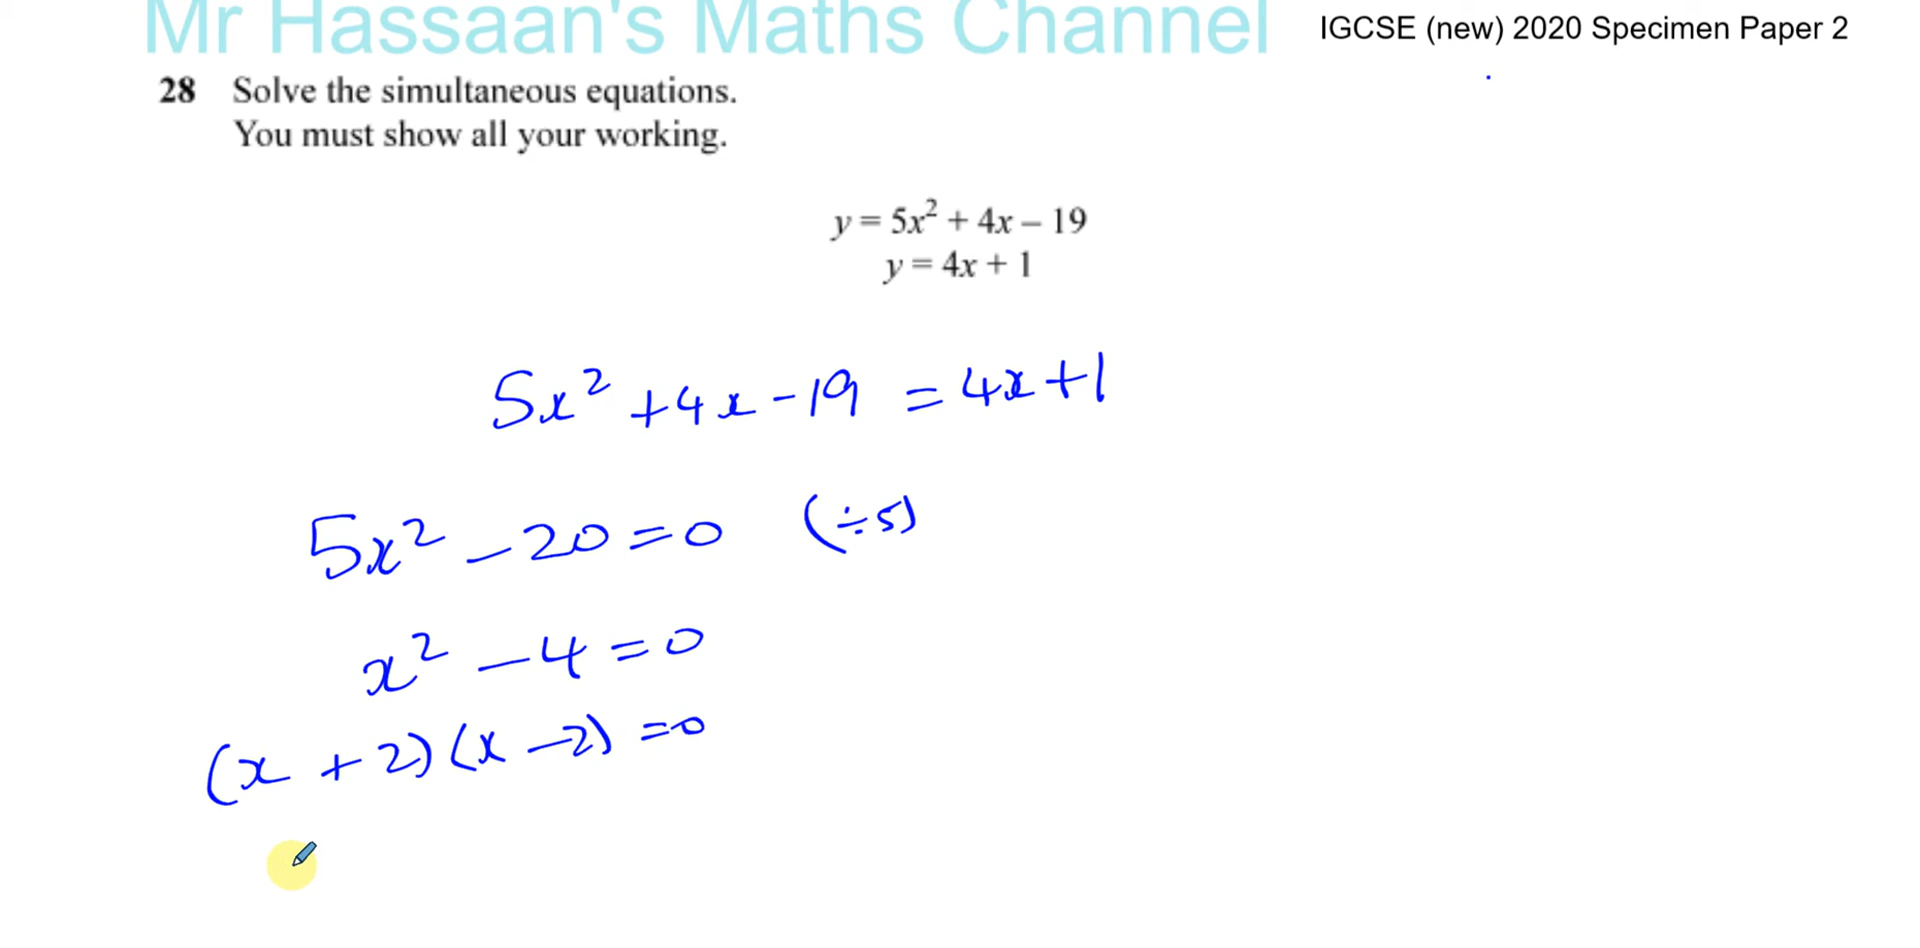 Mr Hassaan's Maths Channel
IGCSE (new) 2020 Specimen Paper 2
28 Solve the simultaneous equations.
You must show all your working.
y = 5x² + 4x – 19
y = 4x + 1
5x² + 4x - 19 = 4x + 1
5x² - 20 = 0 (÷5)
x² - 4 = 0
(x + 2)(x - 2) = 0